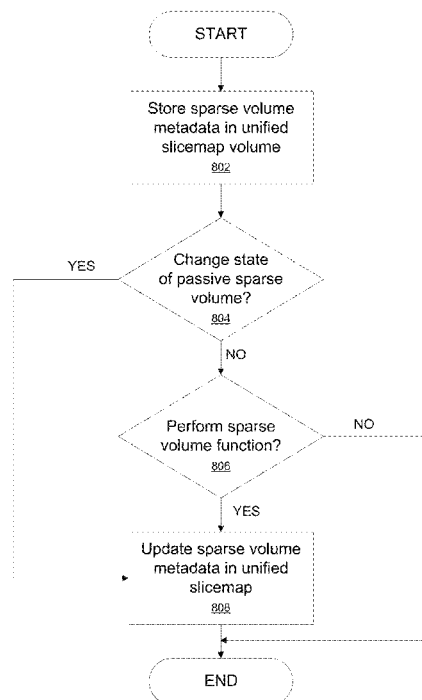 START
Store sparse volume
metadata in unified
slicemap volume
802
YES
Change state
of passive sparse
volume?
804
NO
Perform sparse
volume function?
806
NO
YES
Update sparse volume
metadata in unified
slicemap
808
END